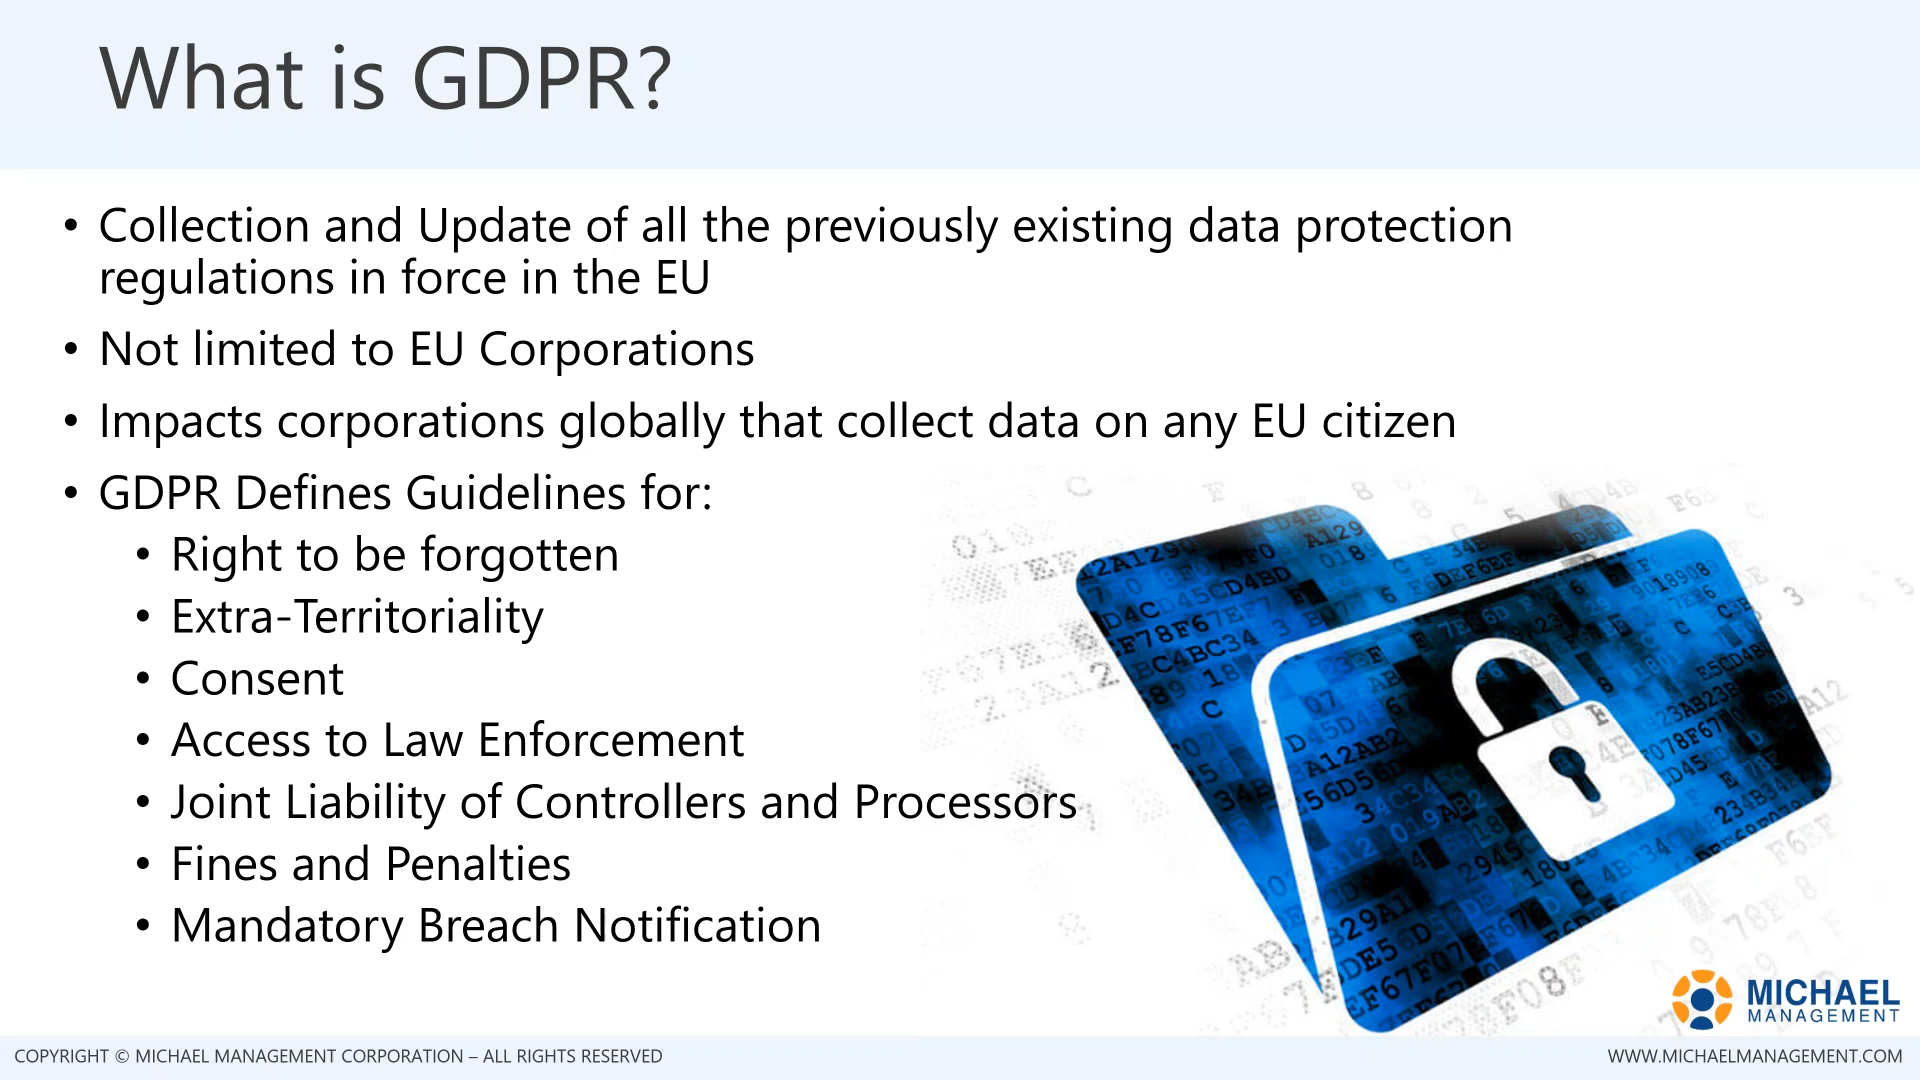 What is GDPR?
• Collection and Update of all the previously existing data protection
regulations in force in the EU
• Not limited to EU Corporations
• Impacts corporations globally that collect data on any EU citizen
• GDPR Defines Guidelines for:
• Right to be forgotten
• Extra-Territoriality
• Consent
• Access to Law Enforcement
• Joint Liability of Controllers and Processors
• Fines and Penalties
• Mandatory Breach Notification
MICHAEL
MANAGEMENT
COPYRIGHT © MICHAEL MANAGEMENT CORPORATION – ALL RIGHTS RESERVED
WWW.MICHAELMANAGEMENT.COM